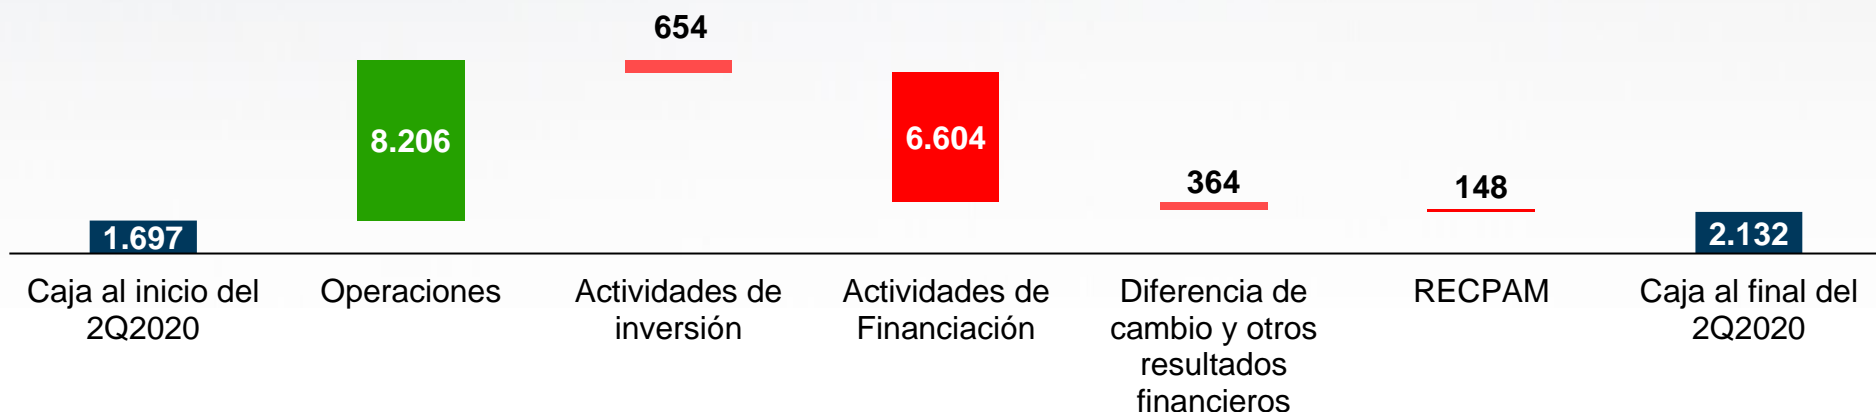 654
8.206
6.604
364
148
1.697
2.132
Caja al inicio del
2Q2020
Operaciones
Actividades de
inversión
Actividades de
Financiación
Diferencia de
cambio y otros
resultados
financieros
RECPAM
Caja al final del
2Q2020